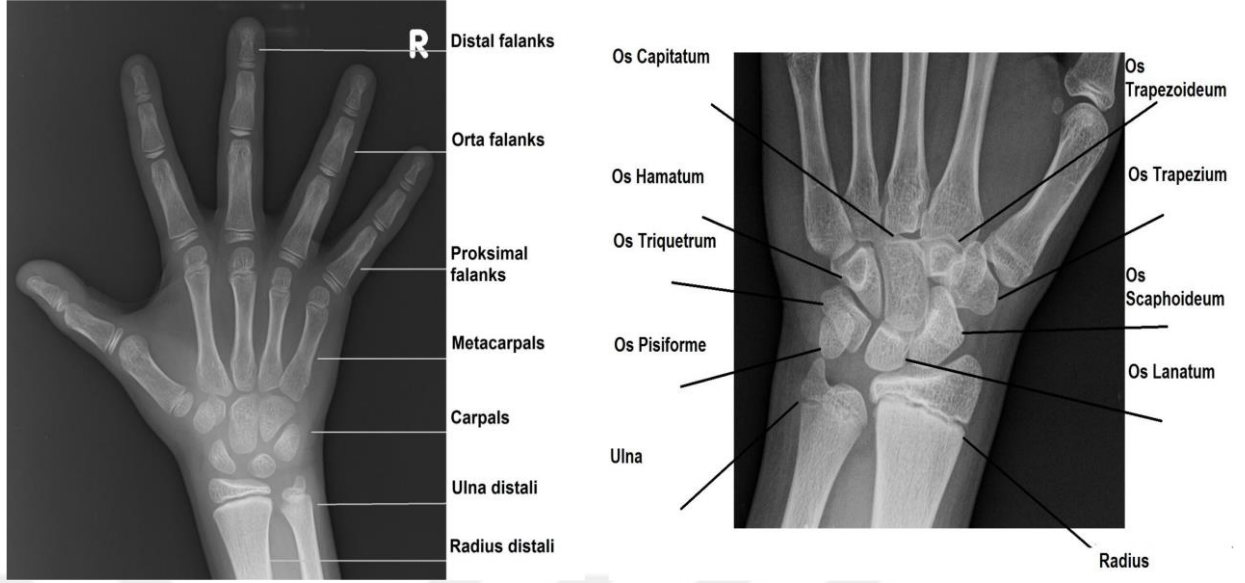 R
Distal falanks
Orta falanks
Proksimal
falanks
Metacarpals
Carpals
Ulna distali
Radius distali
Os Capitatum
Os Hamatum
Os Triquetrum
Os Pisiforme
Ulna
Os
Trapezoideum
Os Trapezium
Os
Scaphoideum
Os Lanatum
Radius